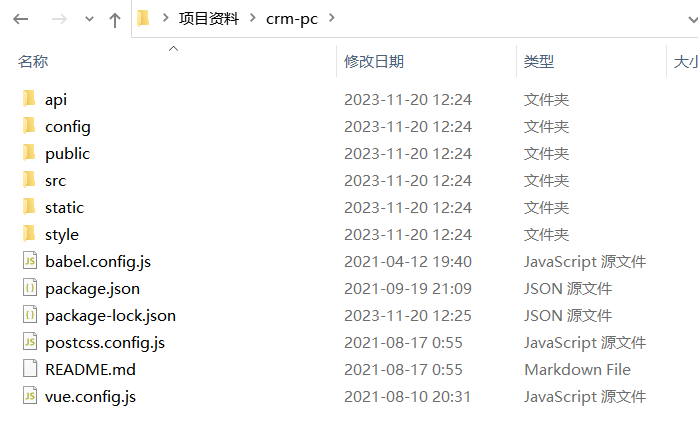 项目资料 crm-pc
名称 修改日期 类型 大小
api 2023-11-20 12:24 文件夹
config 2023-11-20 12:24 文件夹
public 2023-11-20 12:24 文件夹
src 2023-11-20 12:24 文件夹
static 2023-11-20 12:24 文件夹
style 2023-11-20 12:24 文件夹
babel.config.js 2021-04-12 19:40 JavaScript 源文件
package.json 2021-09-19 21:09 JSON 源文件
package-lock.json 2023-11-20 12:25 JSON 源文件
postcss.config.js 2021-08-17 0:55 JavaScript 源文件
README.md 2021-08-17 0:55 Markdown File
vue.config.js 2021-08-10 20:31 JavaScript 源文件